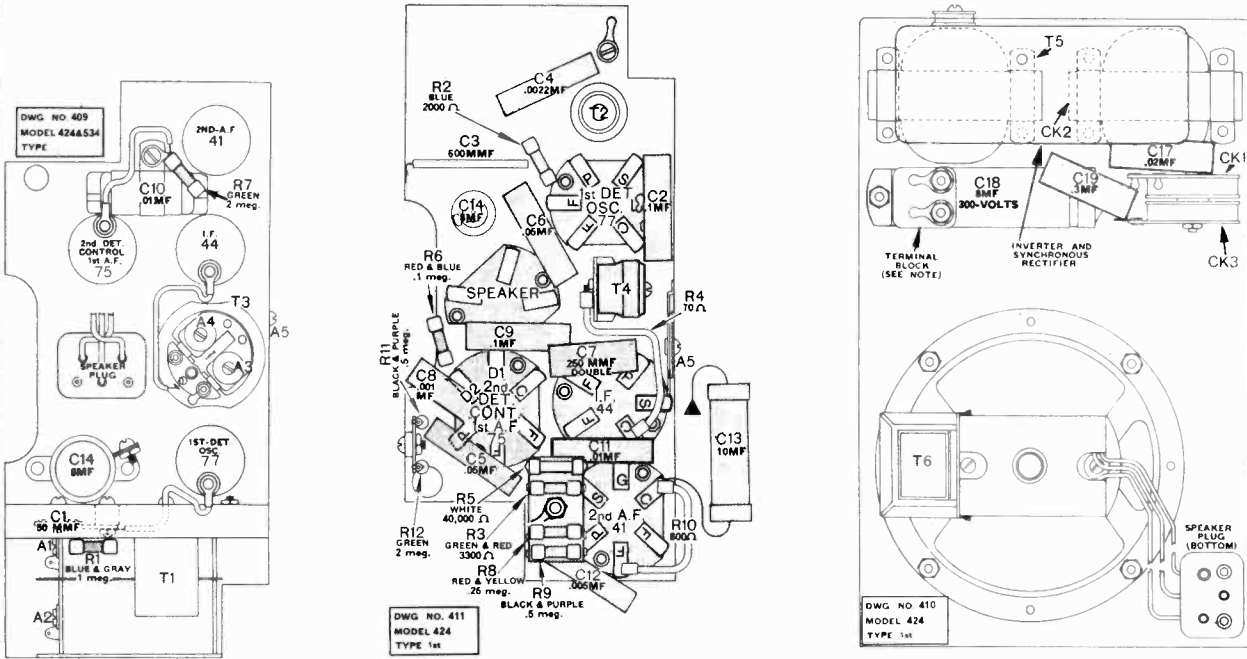 DWG NO 409
MODEL 424&534
TYPE
2ND-A.F
41
C10
.01MF
R7
GREEN
2 meg.
2nd DET.
CONTROL
1st A.F.
75
I.F.
44
T3
A4
A3
A5
SPEAKER
PLUG
C14
8MF
1ST-DET
OSC
77
C1
50 MMF
A1
R1
BLUE & GRAY
1 meg.
T1
A2
R2
BLUE
2000 Ω
C4
.0022MF
T2
C3
600MMF
P
S
1st DET.
OSC.
77
F
G
F
C
C2
.1MF
C14
8MF
C6
.05MF
R6
RED & BLUE
.1 meg.
SPEAKER
T4
R4
70Ω
C9
.1MF
C7
250 MMF
DOUBLE
A5
R11
BLACK & PURPLE
.5 meg.
C8
.001
MF
D1
D2
2nd
DET.
CONT.
1st A.F
75
C
P
F
F
F
P
I.F.
44
S
F
C
C5
.05MF
C11
.01MF
C13
10MF
R5
WHITE
40,000 Ω
R12
GREEN
2 meg.
R3
GREEN & RED
3300Ω
G
S
C
2nd A.F.
41
P
F
F
R10
600Ω
R8
RED & YELLOW
.25 meg.
R9
BLACK & PURPLE
.5 meg.
C12
.005MF
DWG NO. 411
MODEL 424
TYPE 1st
T5
CK2
C17
.02MF
CK1
C18
8MF
300-VOLTS
C19
.3MF
TERMINAL
BLOCK
(SEE NOTE)
INVERTER AND
SYNCHRONOUS
RECTIFIER
CK3
T6
SPEAKER
PLUG
(BOTTOM)
DWG NO. 410
MODEL 424
TYPE 1st